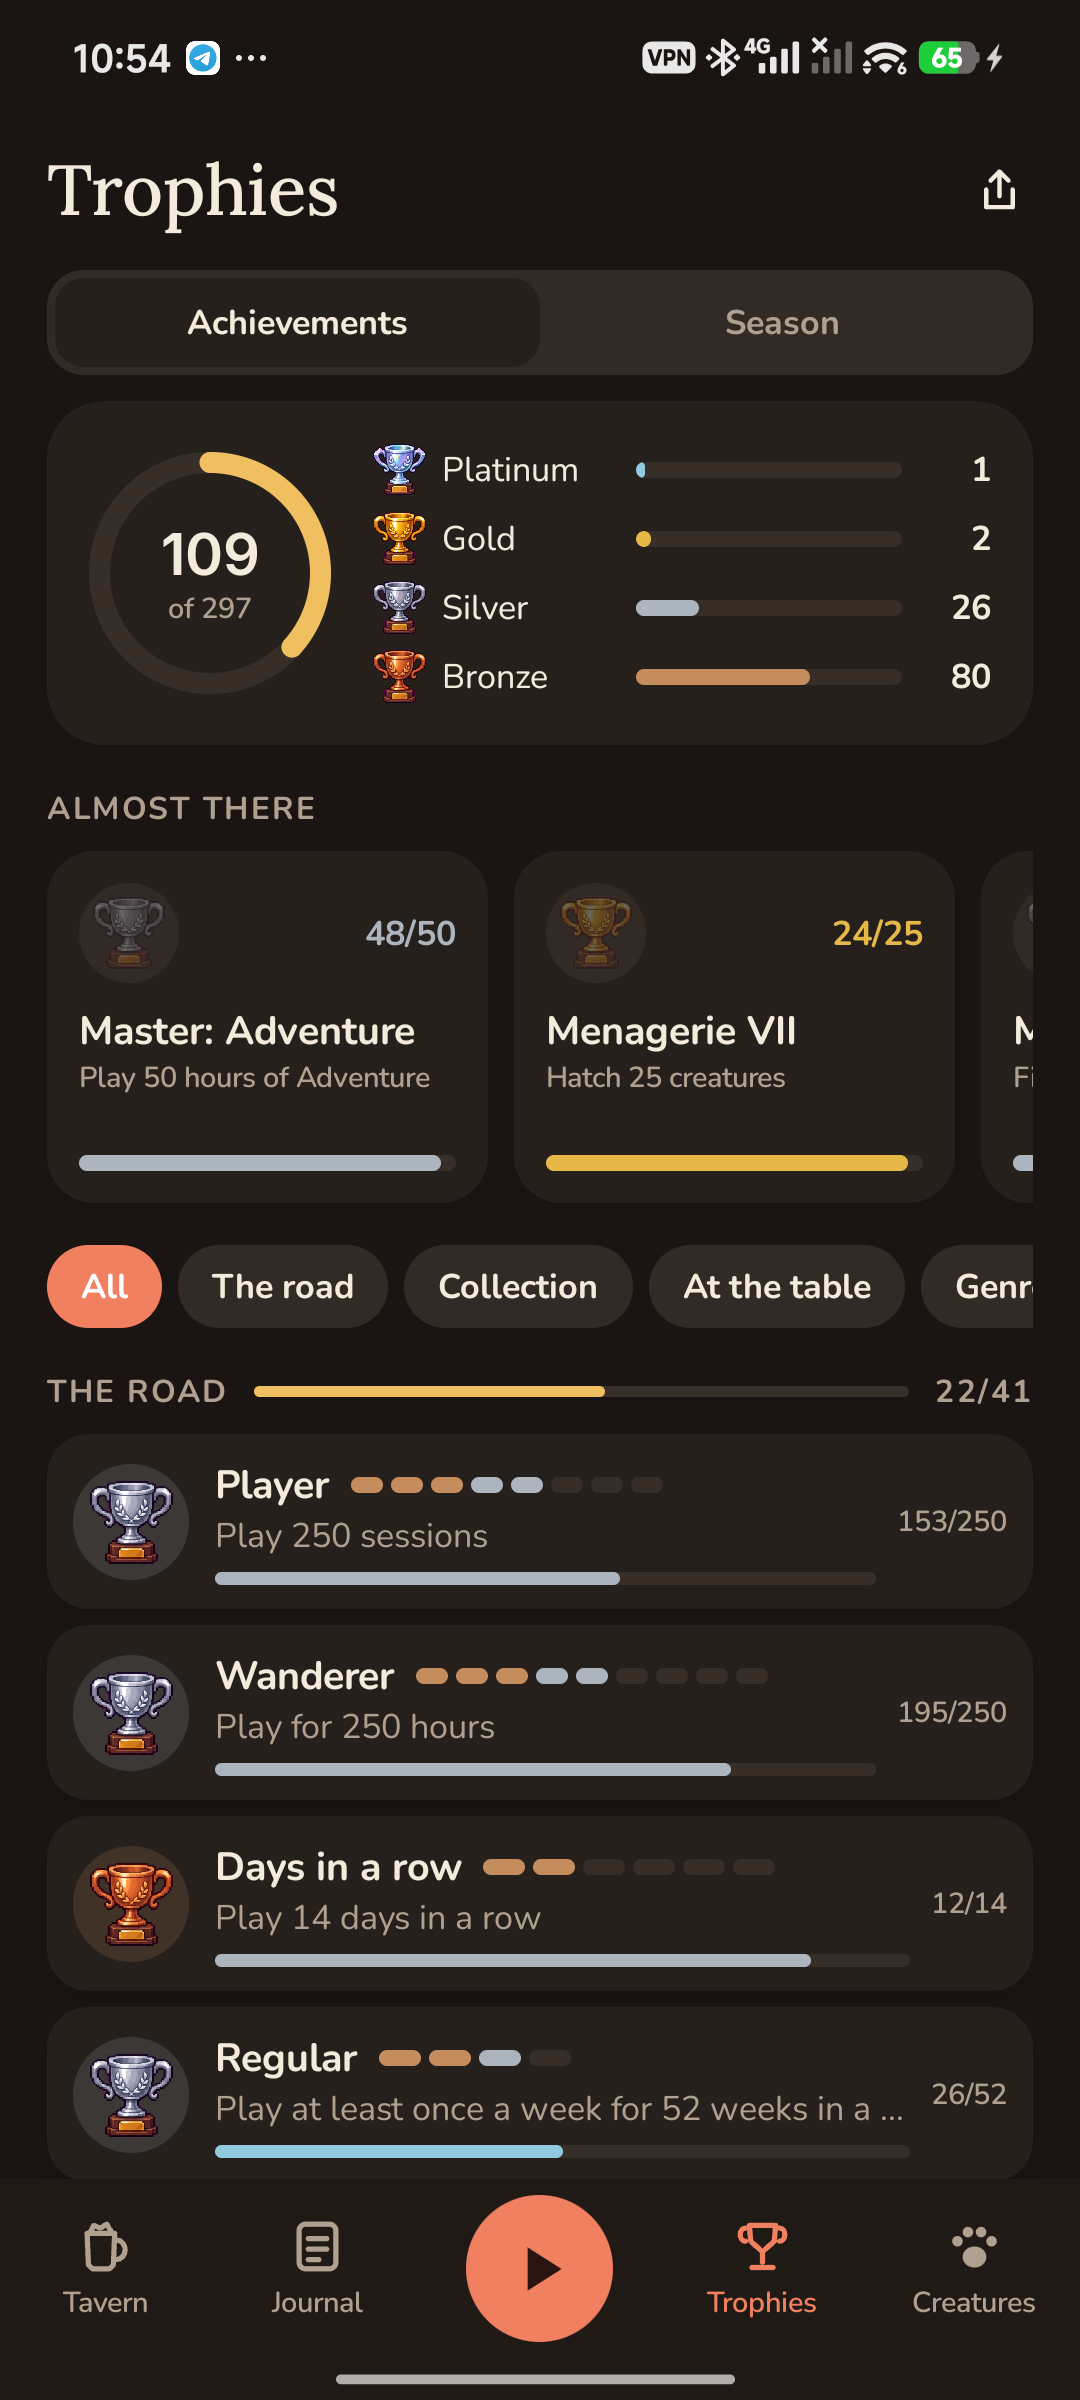 10:54 ...
VPN 4G 6 65
Trophies
Achievements Season
109
of 297
Platinum 1
Gold 2
Silver 26
Bronze 80
ALMOST THERE
48/50
Master: Adventure
Play 50 hours of Adventure
24/25
Menagerie VII
Hatch 25 creatures
M
Fi
All The road Collection At the table Genr
THE ROAD 22/41
Player
Play 250 sessions
153/250
Wanderer
Play for 250 hours
195/250
Days in a row
Play 14 days in a row
12/14
Regular
Play at least once a week for 52 weeks in a ...
26/52
Tavern Journal Trophies Creatures